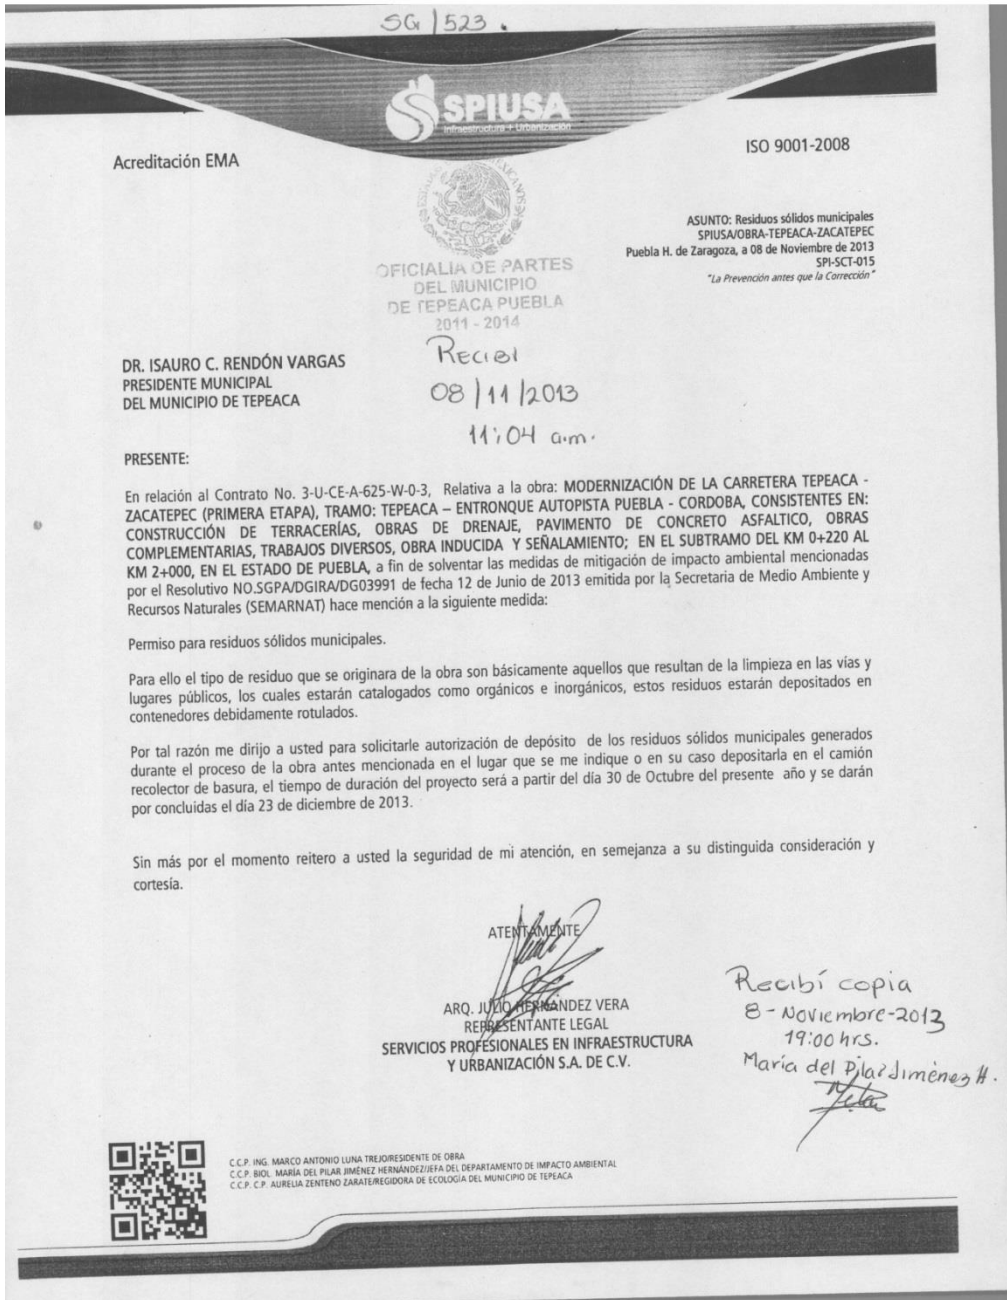 SG/523.
SPIUSA
Infraestructura + Urbanización
Acreditación EMA
ISO 9001-2008
ASUNTO: Residuos sólidos municipales
SPIUSA/OBRA-TEPEACA-ZACATEPEC
Puebla H. de Zaragoza, a 08 de Noviembre de 2013
SPI-SCT-015
"La Prevención antes que la Corrección"
OFICIALIA DE PARTES
DEL MUNICIPIO
DE TEPEACA PUEBLA
2011 - 2014
Recibi
08/11/2013
11:04 a.m.
DR. ISAURO C. RENDÓN VARGAS
PRESIDENTE MUNICIPAL
DEL MUNICIPIO DE TEPEACA
PRESENTE:
En relación al Contrato No. 3-U-CE-A-625-W-0-3, Relativa a la obra: MODERNIZACIÓN DE LA CARRETERA TEPEACA -
ZACATEPEC (PRIMERA ETAPA), TRAMO: TEPEACA – ENTRONQUE AUTOPISTA PUEBLA - CORDOBA, CONSISTENTES EN:
CONSTRUCCIÓN DE TERRACERÍAS, OBRAS DE DRENAJE, PAVIMENTO DE CONCRETO ASFALTICO, OBRAS
COMPLEMENTARIAS, TRABAJOS DIVERSOS, OBRA INDUCIDA Y SEÑALAMIENTO; EN EL SUBTRAMO DEL KM 0+220 AL
KM 2+000, EN EL ESTADO DE PUEBLA, a fin de solventar las medidas de mitigación de impacto ambiental mencionadas
por el Resolutivo NO.SGPA/DGIRA/DG03991 de fecha 12 de Junio de 2013 emitida por la Secretaria de Medio Ambiente y
Recursos Naturales (SEMARNAT) hace mención a la siguiente medida:
Permiso para residuos sólidos municipales.
Para ello el tipo de residuo que se originara de la obra son básicamente aquellos que resultan de la limpieza en las vías y
lugares públicos, los cuales estarán catalogados como orgánicos e inorgánicos, estos residuos estarán depositados en
contenedores debidamente rotulados.
Por tal razón me dirijo a usted para solicitarle autorización de depósito de los residuos sólidos municipales generados
durante el proceso de la obra antes mencionada en el lugar que se me indique o en su caso depositarla en el camión
recolector de basura, el tiempo de duración del proyecto será a partir del día 30 de Octubre del presente año y se darán
por concluidas el día 23 de diciembre de 2013.
Sin más por el momento reitero a usted la seguridad de mi atención, en semejanza a su distinguida consideración y
cortesía.
ATENTAMENTE
ARQ. JULIO HERNÁNDEZ VERA
REPRESENTANTE LEGAL
SERVICIOS PROFESIONALES EN INFRAESTRUCTURA
Y URBANIZACIÓN S.A. DE C.V.
Recibí copia
8-Noviembre-2013
19:00 hrs.
María del Pilar Jiménez H.
C.C.P. ING. MARCO ANTONIO LUNA TREJO/RESIDENTE DE OBRA
C.C.P. BIOL. MARÍA DEL PILAR JIMÉNEZ HERNÁNDEZ/JEFA DEL DEPARTAMENTO DE IMPACTO AMBIENTAL
C.C.P. C.P. AURELIA ZENTENO ZARATE/REGIDORA DE ECOLOGÍA DEL MUNICIPIO DE TEPEACA